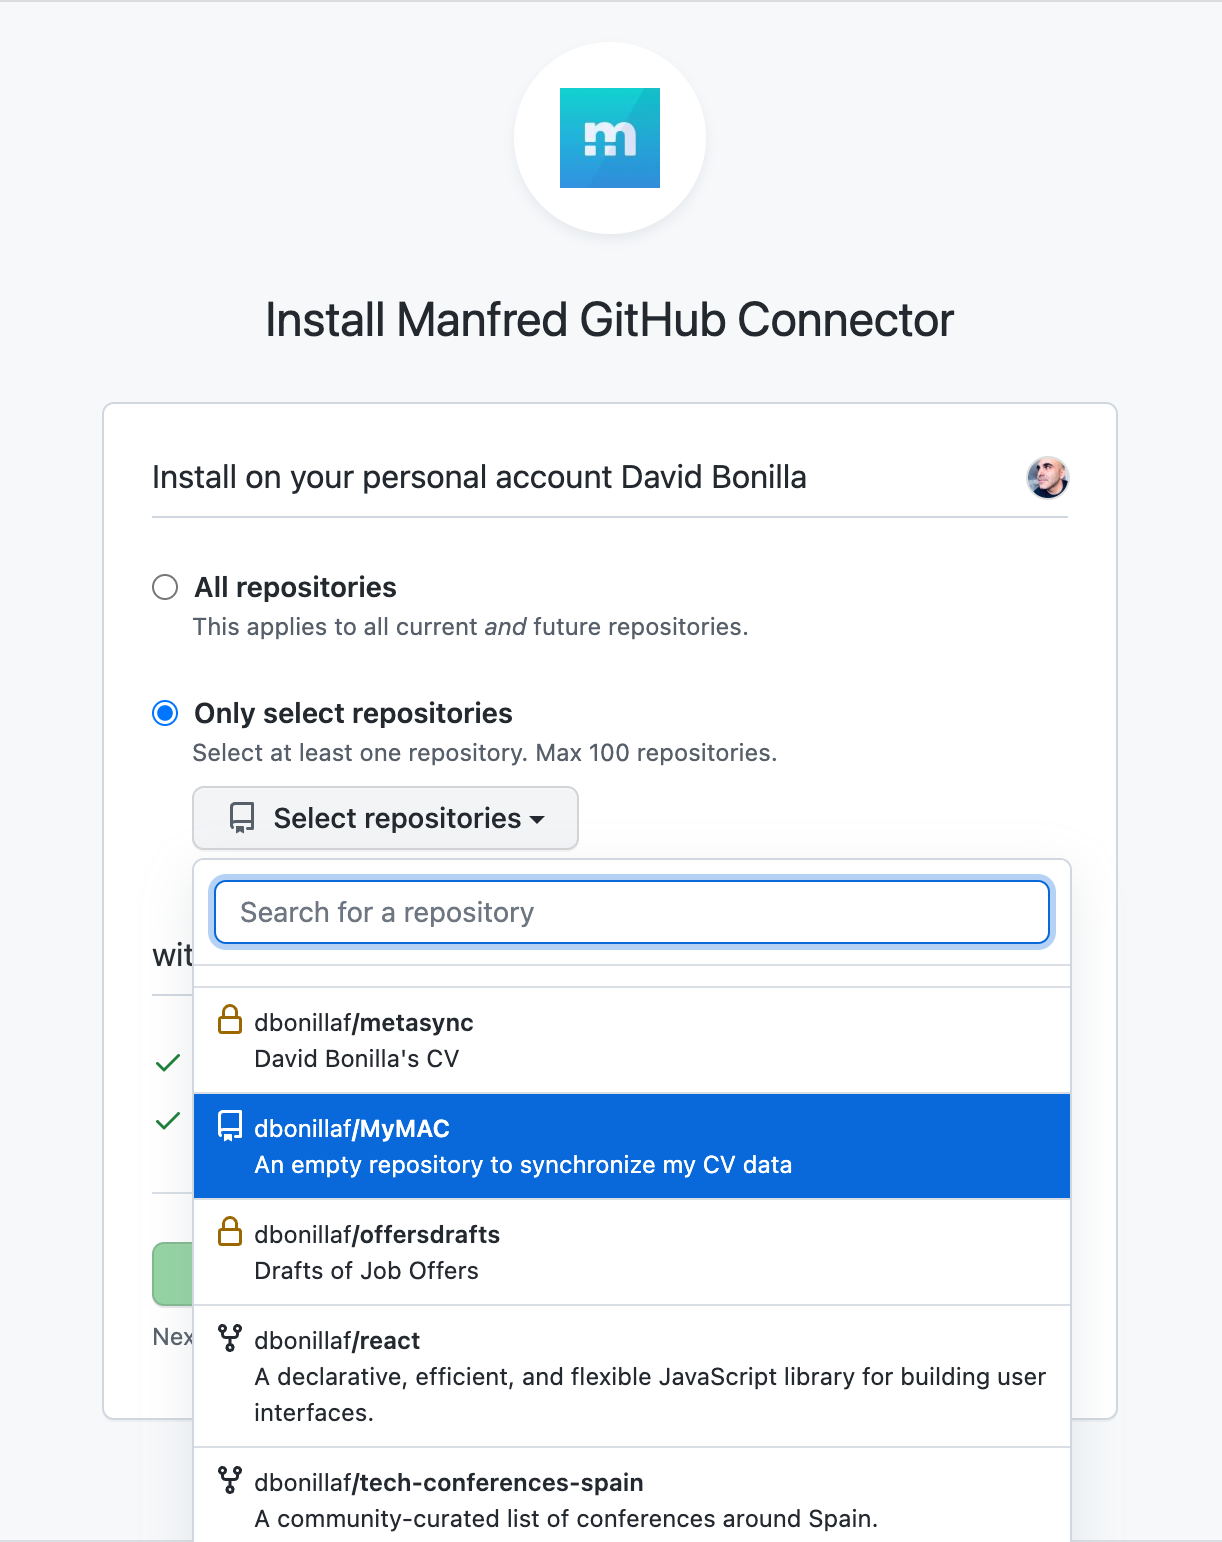 m
Install Manfred GitHub Connector
Install on your personal account David Bonilla
All repositories
This applies to all current and future repositories.
Only select repositories
Select at least one repository. Max 100 repositories.
Select repositories
Search for a repository
wit
dbonillaf/metasync
David Bonilla's CV
dbonillaf/MyMAC
An empty repository to synchronize my CV data
dbonillaf/offersdrafts
Drafts of Job Offers
Nex
dbonillaf/react
A declarative, efficient, and flexible JavaScript library for building user
interfaces.
dbonillaf/tech-conferences-spain
A community-curated list of conferences around Spain.